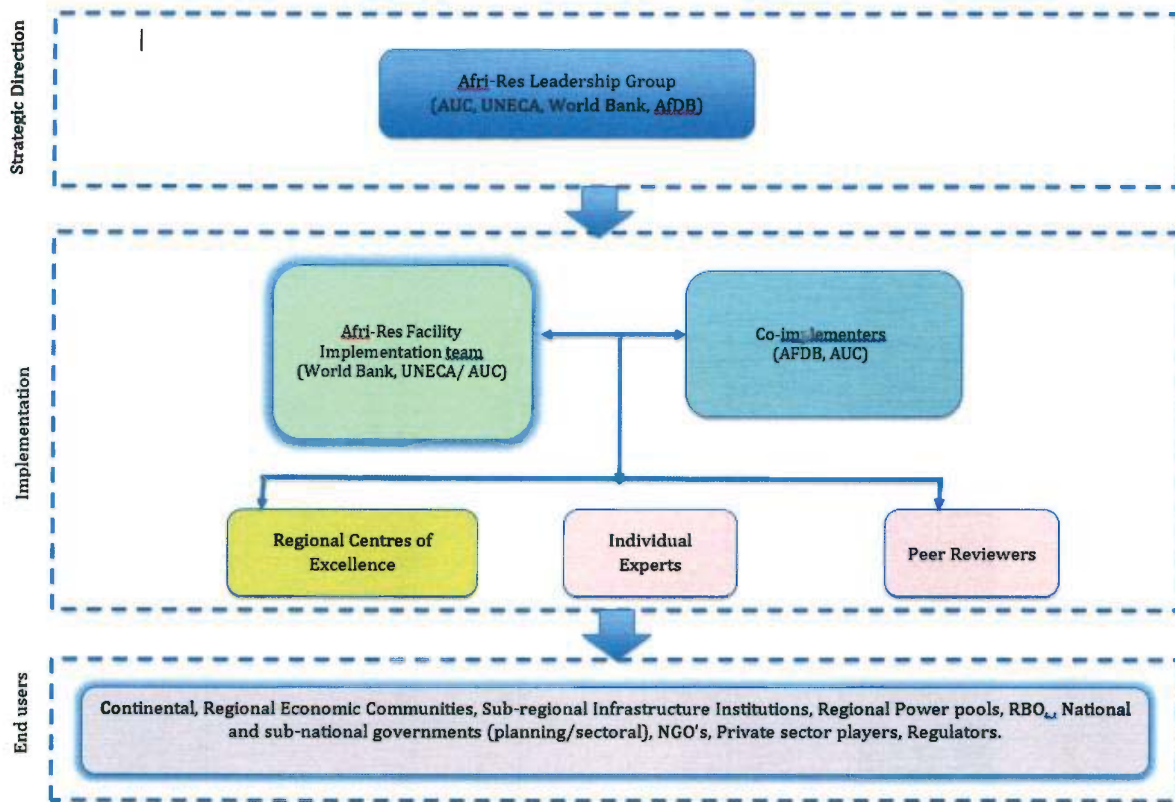 Strategic Direction
Afri-Res Leadership Group
(AUC, UNECA, World Bank, AfDB)
Implementation
Afri-Res Facility
Implementation team
(World Bank, UNECA/ AUC)
Co-implementers
(AFDB, AUC)
Regional Centres of
Excellence
Individual
Experts
Peer Reviewers
End users
Continental, Regional Economic Communities, Sub-regional Infrastructure Institutions, Regional Power pools, RBO, National
and sub-national governments (planning/sectoral), NGO's, Private sector players, Regulators.